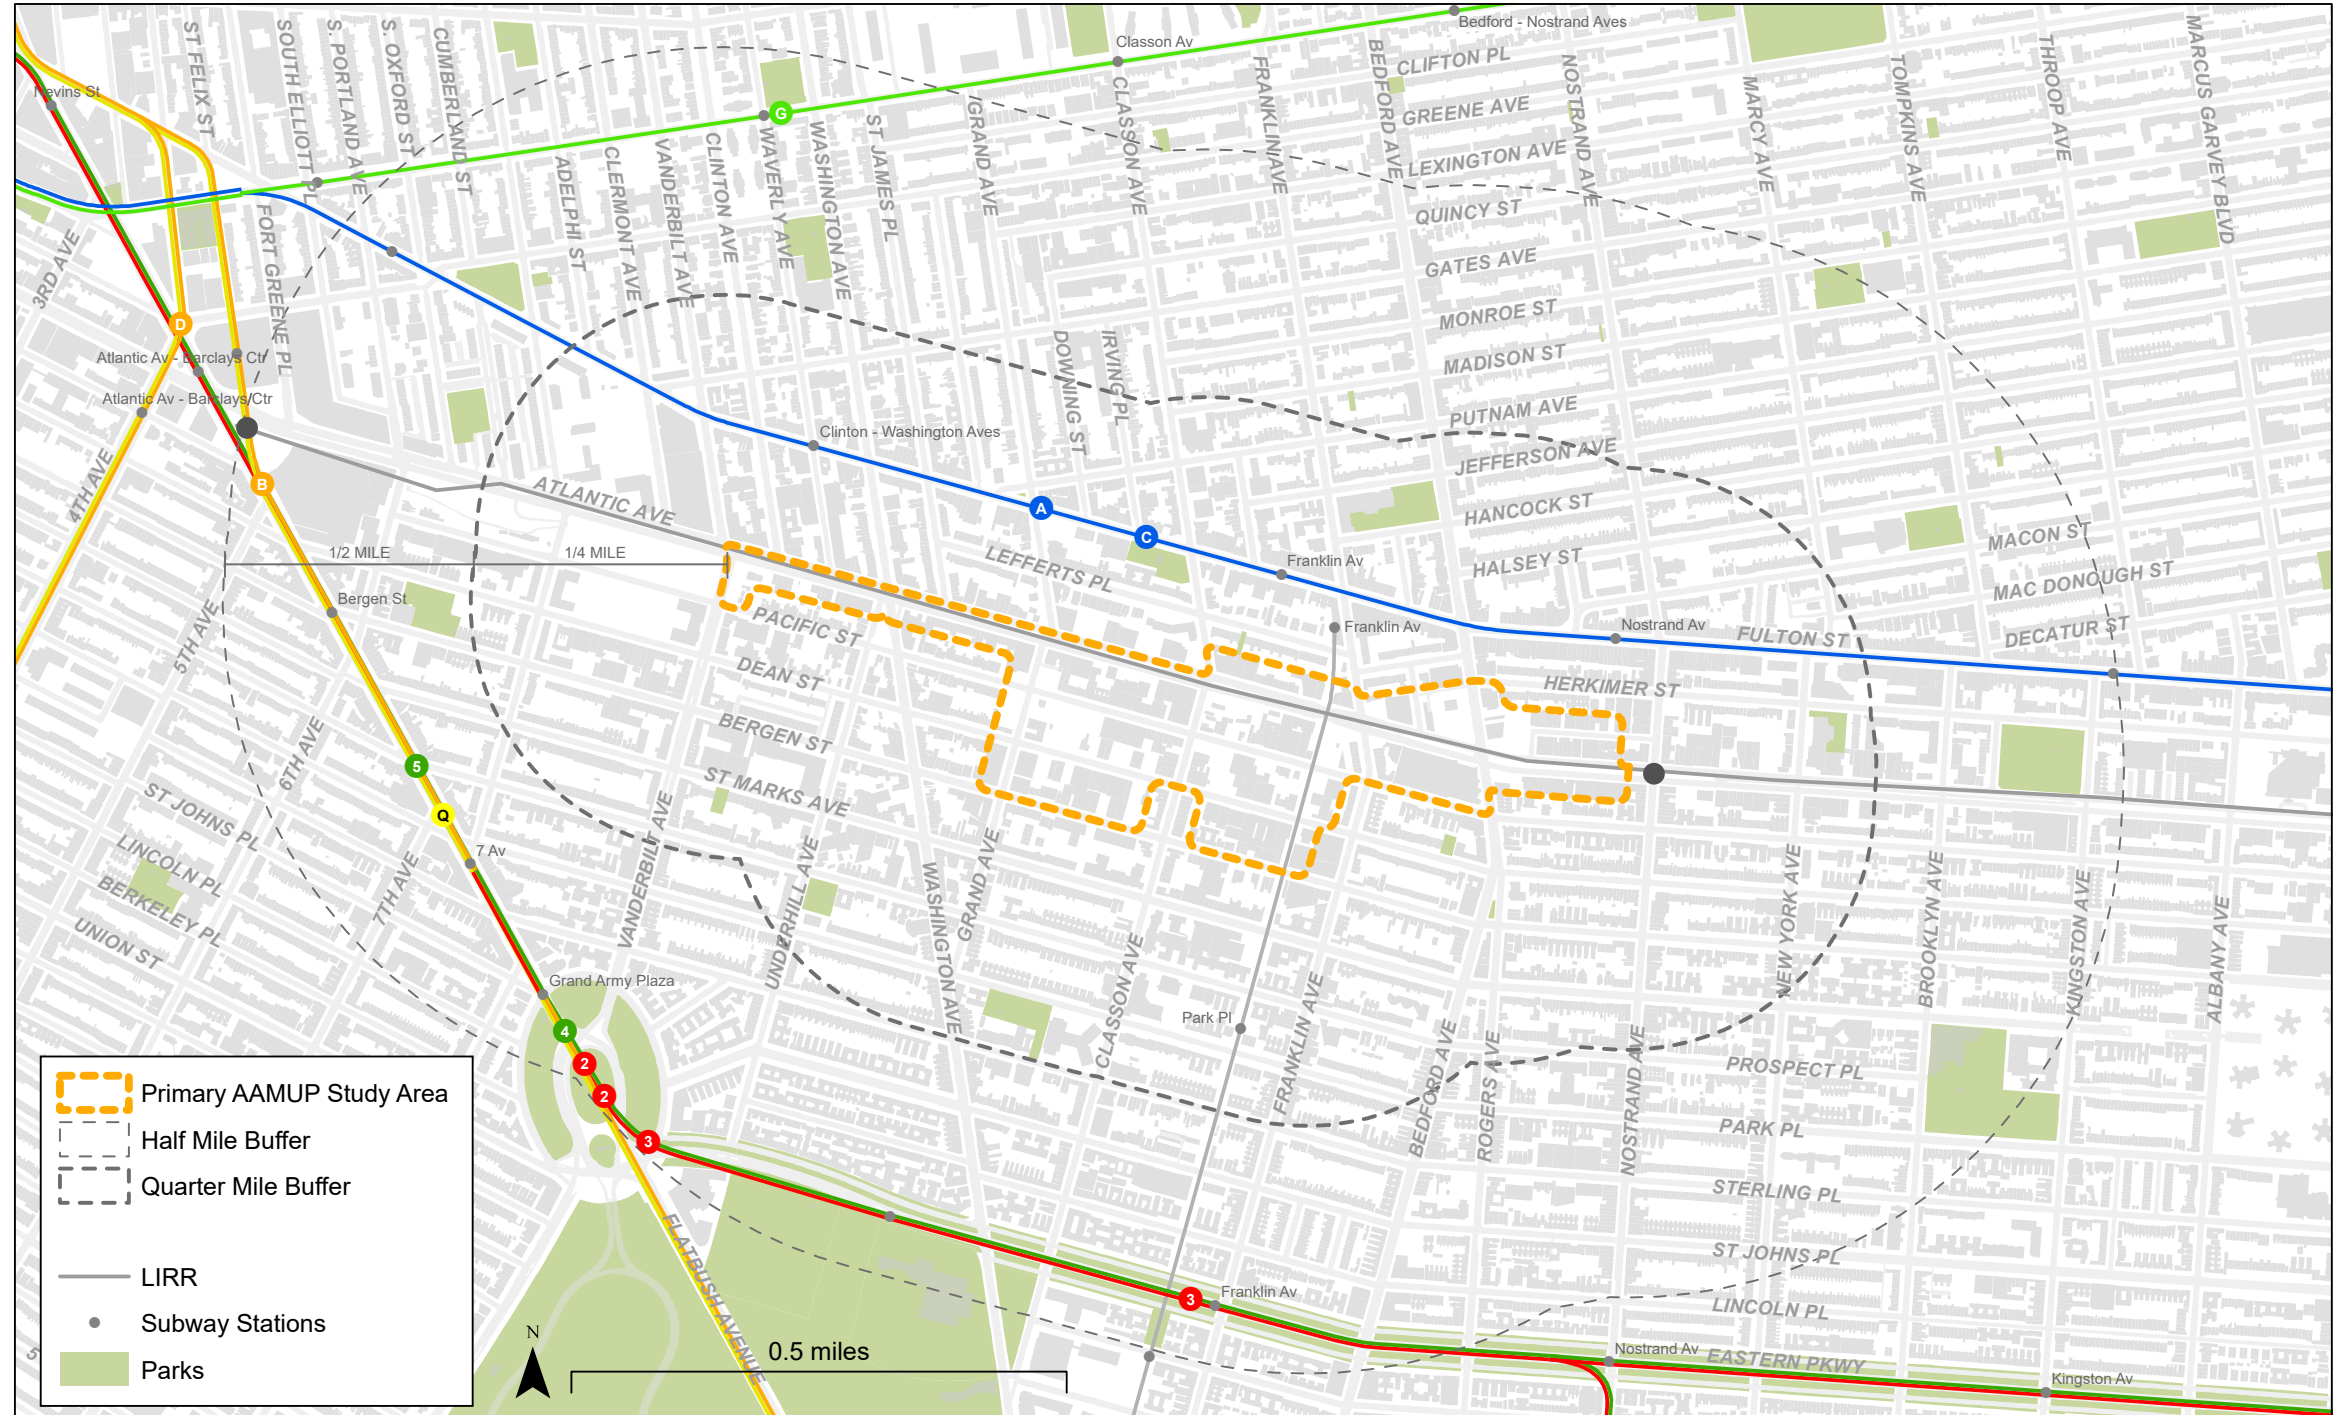 Bedford - Nostrand Aves
Classon Av
Nevins St
ST FELIX ST
SOUTH ELLIOTT PL
S. PORTLAND AVE
S. OXFORD ST
CUMBERLAND ST
ADELPHI ST
CLERMONT AVE
VANDERBILT AVE
CLINTON AVE
WAVERLY AVE
WASHINGTON AVE
ST JAMES PL
GRAND AVE
CLASSON AVE
FRANKLIN AVE
BEDFORD AVE
NOSTRAND AVE
MARCY AVE
TOMPKINS AVE
THROOP AVE
MARCUS GARVEY BLVD
CLIFTON PL
GREENE AVE
LEXINGTON AVE
QUINCY ST
GATES AVE
MONROE ST
MADISON ST
PUTNAM AVE
JEFFERSON AVE
HANCOCK ST
HALSEY ST
MACON ST
MAC DONOUGH ST
DECATUR ST
G
3RD AVE
FORT GREENE PL
D
Atlantic Av - Barclays Ctr
Atlantic Av - Barclays/Ctr
B
4TH AVE
ATLANTIC AVE
Clinton - Washington Aves
DOWNING ST
IRVING PL
A
C
LEFFERTS PL
Franklin Av
Franklin Av
Nostrand Av
FULTON ST
HERKIMER ST
1/2 MILE
1/4 MILE
Bergen St
5TH AVE
6TH AVE
7TH AVE
PACIFIC ST
DEAN ST
BERGEN ST
ST MARKS AVE
5
Q
7 Av
ST JOHNS PL
LINCOLN PL
BERKELEY PL
UNION ST
VANDERBILT AVE
UNDERHILL AVE
WASHINGTON AVE
GRAND AVE
CLASSON AVE
FRANKLIN AVE
BEDFORD AVE
ROGERS AVE
NOSTRAND AVE
NEW YORK AVE
BROOKLYN AVE
KINGSTON AVE
ALBANY AVE
Grand Army Plaza
Park Pl
4
2
2
3
PROSPECT PL
PARK PL
STERLING PL
ST JOHNS PL
LINCOLN PL
EASTERN PKWY
FLATBUSH AVENUE
3
Franklin Av
Nostrand Av
Kingston Av
5
Primary AAMUP Study Area
Half Mile Buffer
Quarter Mile Buffer
LIRR
Subway Stations
Parks
N
0.5 miles